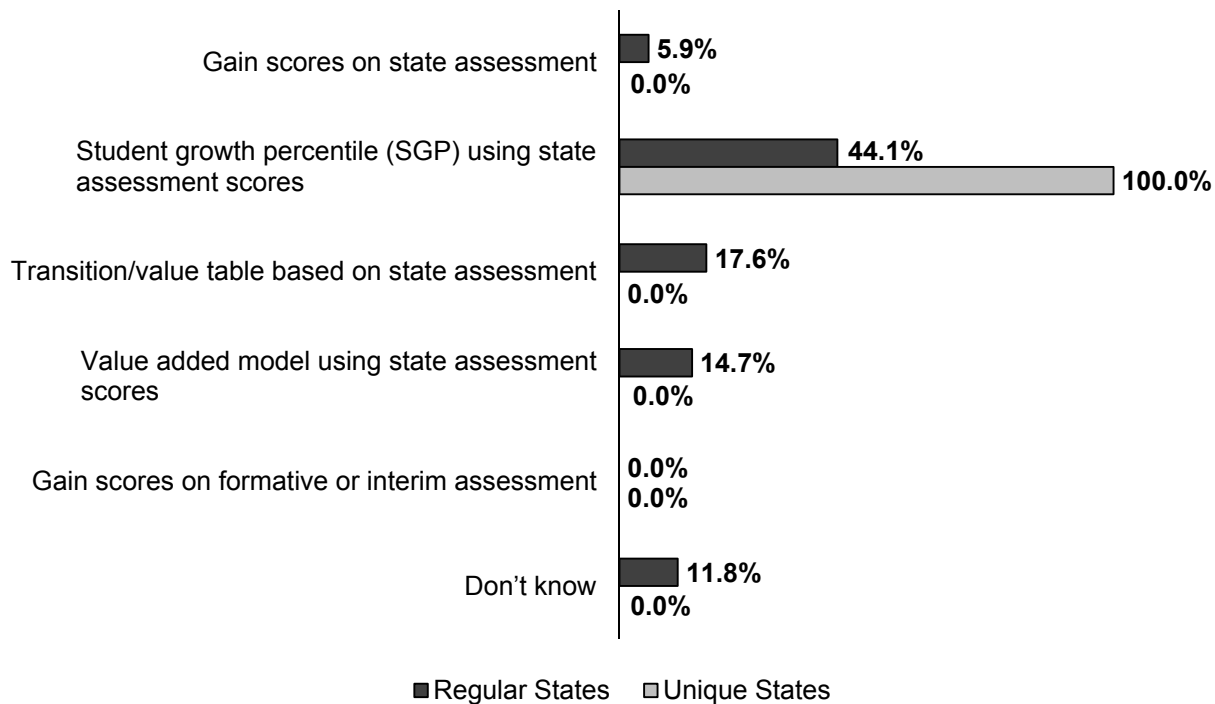 Gain scores on state assessment
5.9%
0.0%
Student growth percentile (SGP) using state
assessment scores
44.1%
100.0%
Transition/value table based on state assessment
17.6%
0.0%
Value added model using state assessment
scores
14.7%
0.0%
Gain scores on formative or interim assessment
0.0%
0.0%
Don’t know
11.8%
0.0%
Regular States
Unique States